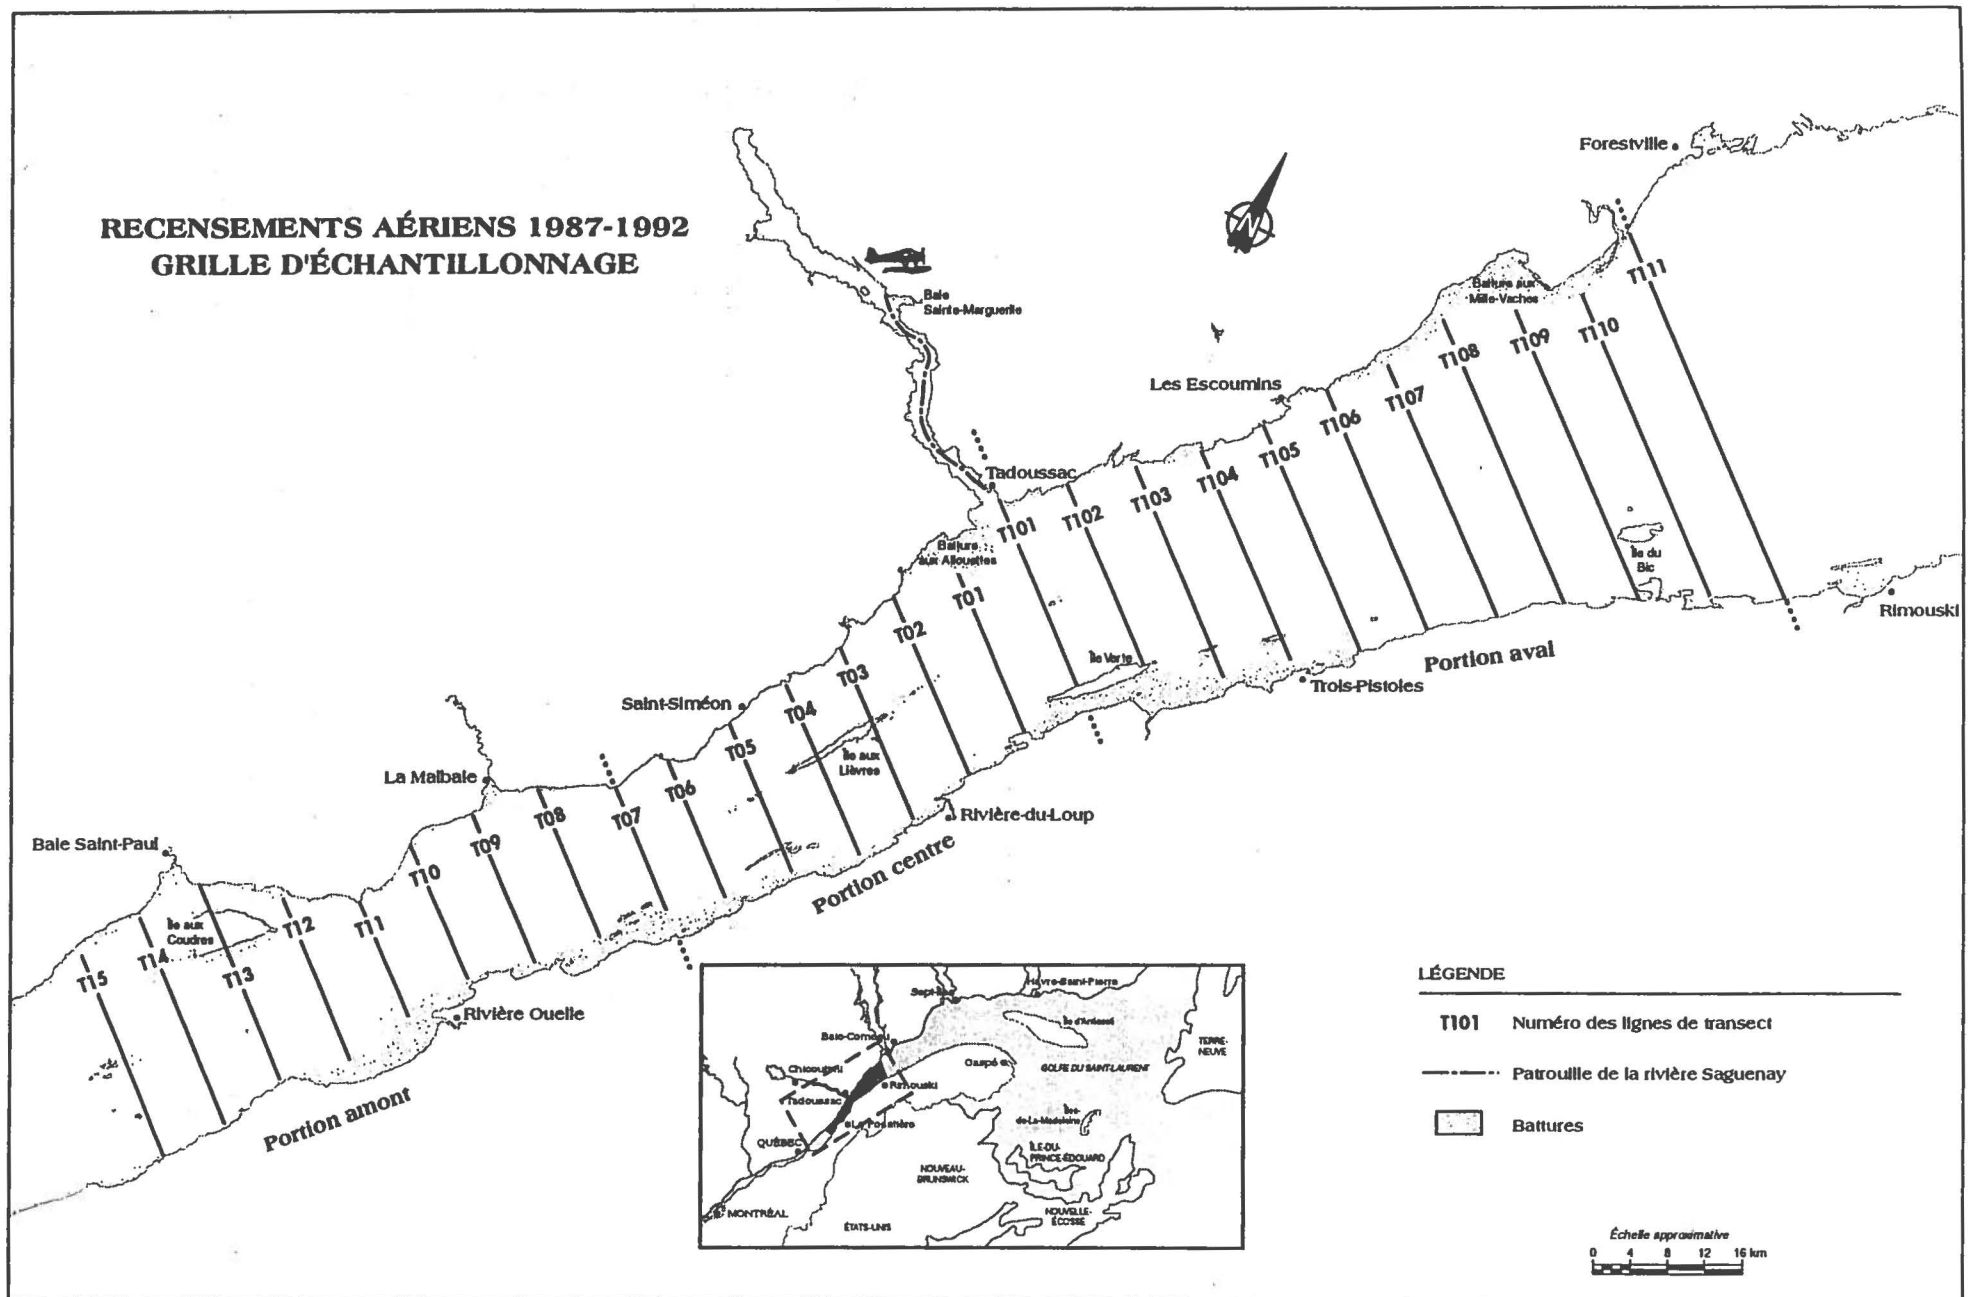 RECENSEMENTS AÉRIENS 1987-1992
GRILLE D'ÉCHANTILLONNAGE
Forestville
Baie
Sainte-Marguerite
Batture aux
Mille-Vaches
T111
T110
T109
T108
T107
Les Escoumins
T106
T105
T104
T103
T102
T101
Tadoussac
Batture
aux Allouettes
T01
T02
T03
T04
T05
T06
T07
T08
T09
T10
T11
T12
T13
T14
T15
Île du
Bic
Rimouski
Île Verte
Portion aval
Trois-Pistoles
Saint-Siméon
Île aux
Lièvres
La Malbaie
Rivière-du-Loup
Portion centre
Baie Saint-Paul
Île aux
Coudres
Rivière Ouelle
Portion amont
Sept-Îles
Havre-Saint-Pierre
Île d'Anticosti
Baie-Comeau
TERRE-
NEUVE
Gaspé
GOLFE DU SAINT-LAURENT
Chicoutimi
Rimouski
Tadoussac
Îles-
de-La-Madeleine
La Pocatière
QUÉBEC
ÎLE-DU-
PRINCE-ÉDOUARD
NOUVEAU-
BRUNSWICK
MONTRÉAL
ÉTATS-UNIS
NOUVELLE-
ÉCOSSE
LÉGENDE
T101 Numéro des lignes de transect
Patrouille de la rivière Saguenay
Battures
Échelle approximative
0 4 8 12 16 km